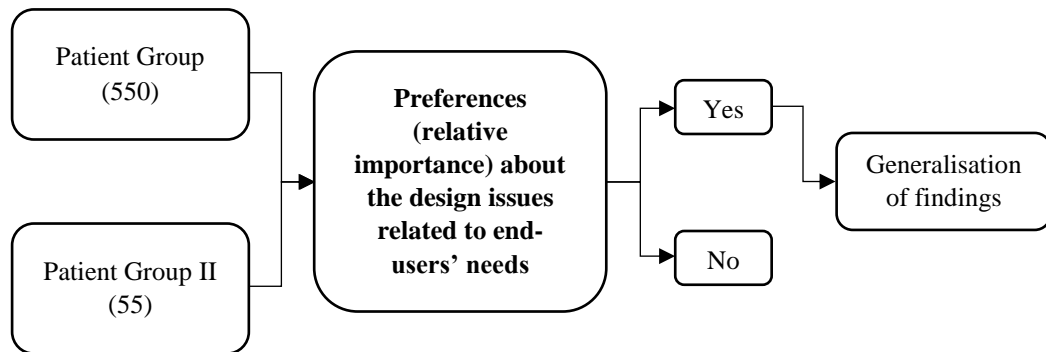 Patient Group
(550)
Patient Group II
(55)
Preferences
(relative
importance) about
the design issues
related to end-
users’ needs
Yes
No
Generalisation
of findings